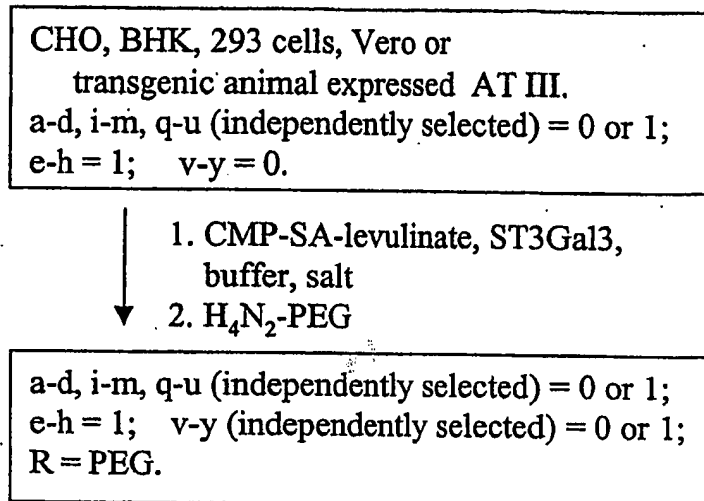 CHO, BHK, 293 cells, Vero or
transgenic animal expressed AT III.
a-d, i-m, q-u (independently selected) = 0 or 1;
e-h = 1; v-y = 0.
1. CMP-SA-levulinate, ST3Gal3,
buffer, salt
2. H₄N₂-PEG
a-d, i-m, q-u (independently selected) = 0 or 1;
e-h = 1; v-y (independently selected) = 0 or 1;
R = PEG.